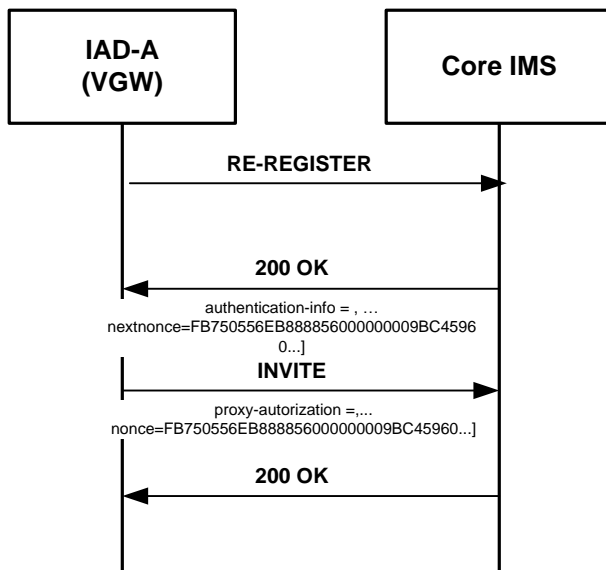 IAD-A
(VGW)
Core IMS
RE-REGISTER
200 OK
authentication-info = , …
nextnonce=FB750556EB888856000000009BC4596
0...]
INVITE
proxy-autorization =,...
nonce=FB750556EB888856000000009BC45960...]
200 OK